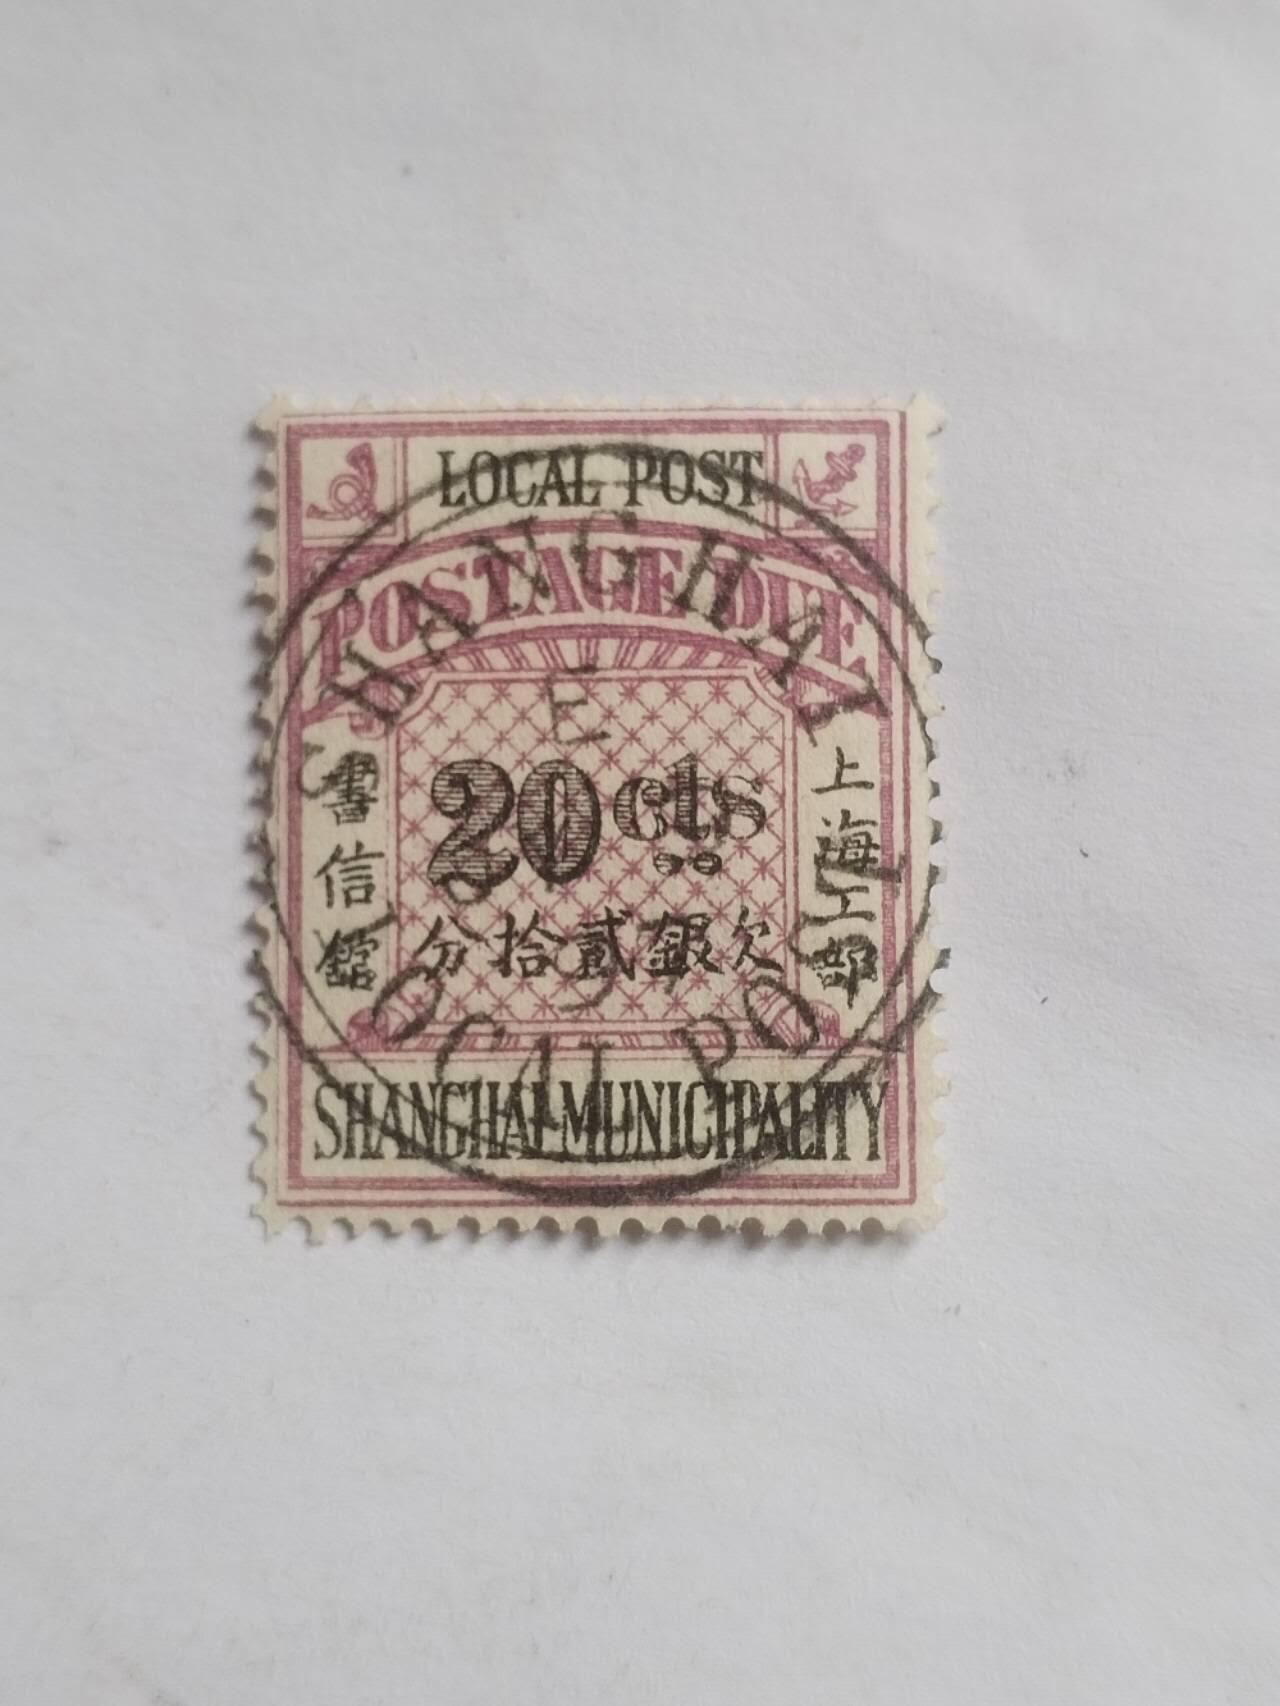 LOCAL POST
POSTAGE DUE
SHANGHAI
E
20 cts
欠銀貳拾分
上海工部
書信館
LOCAL POST
SHANGHAI MUNICIPALITY